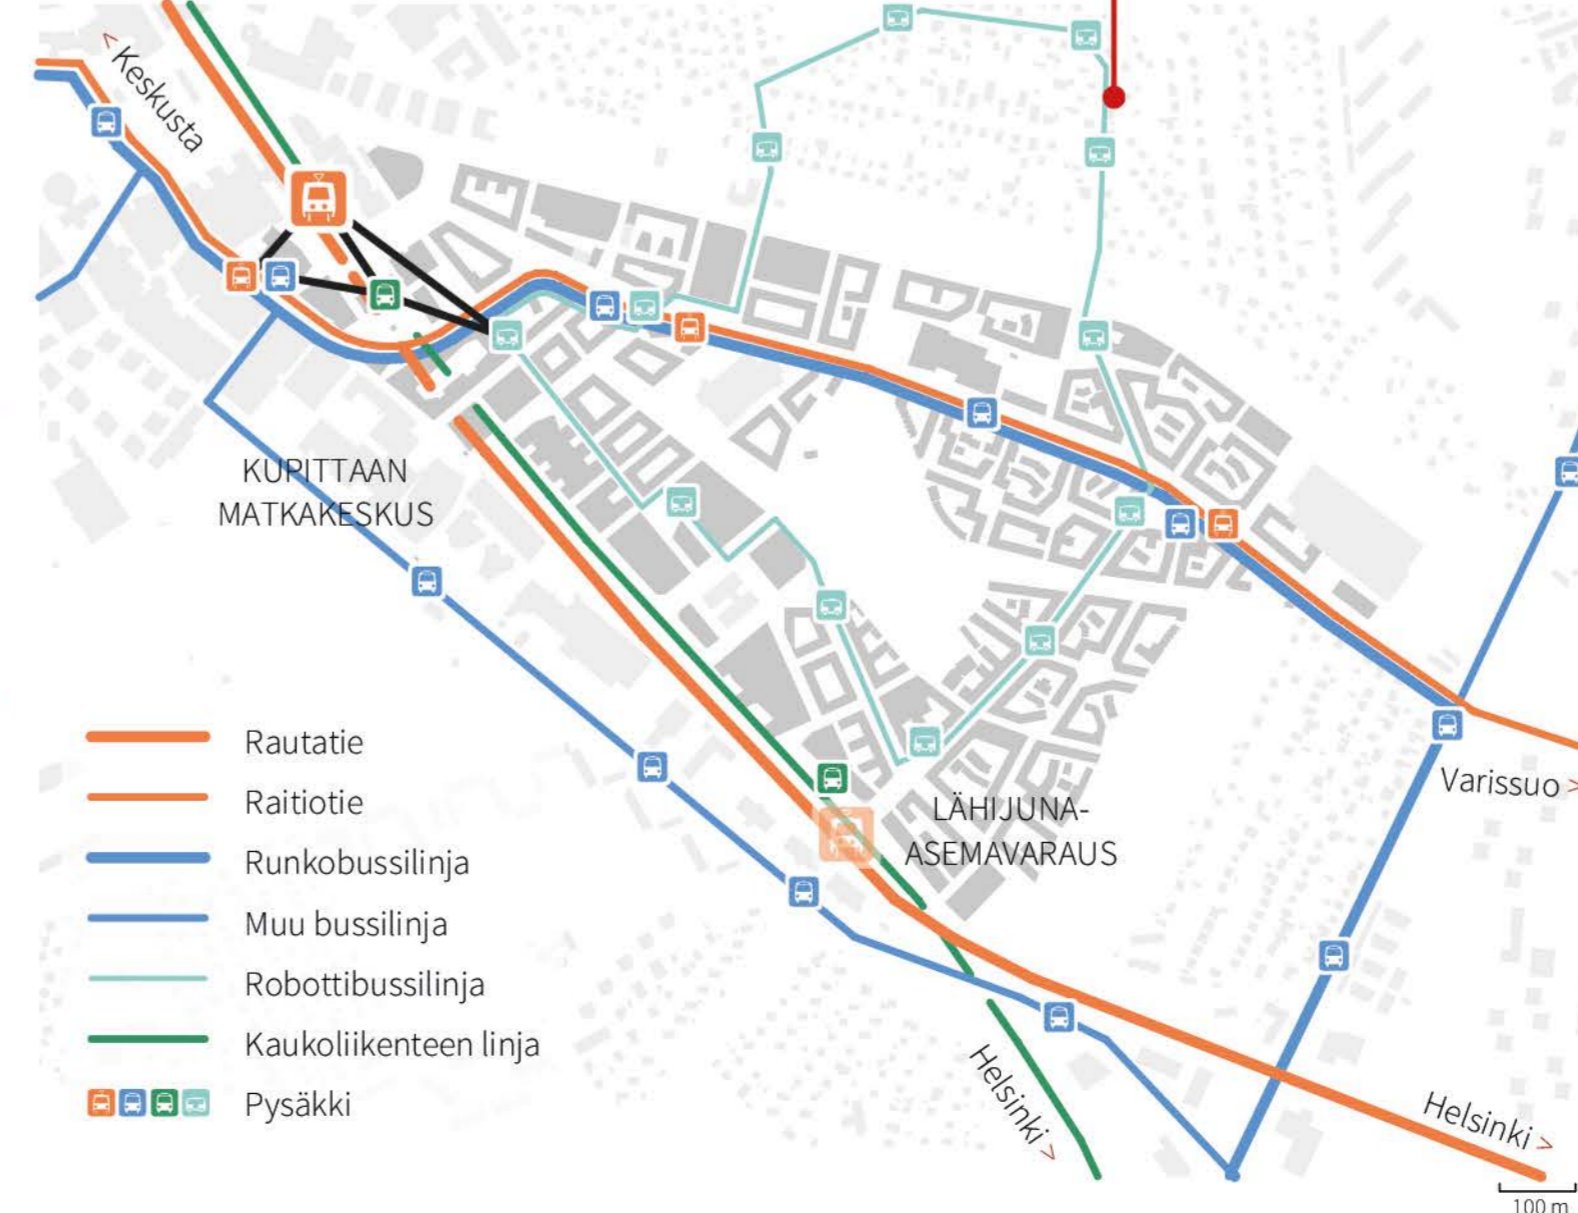 < Keskusta
KUPITTAAN
MATKAKESKUS
Rautatie
Raitiotie
Runkobussilinja
Muu bussilinja
Robottibussilinja
Kaukoliikenteen linja
Pysäkki
LÄHIJUNA-
ASEMAVARAUS
Varissuo >
Helsinki >
Helsinki >
100 m